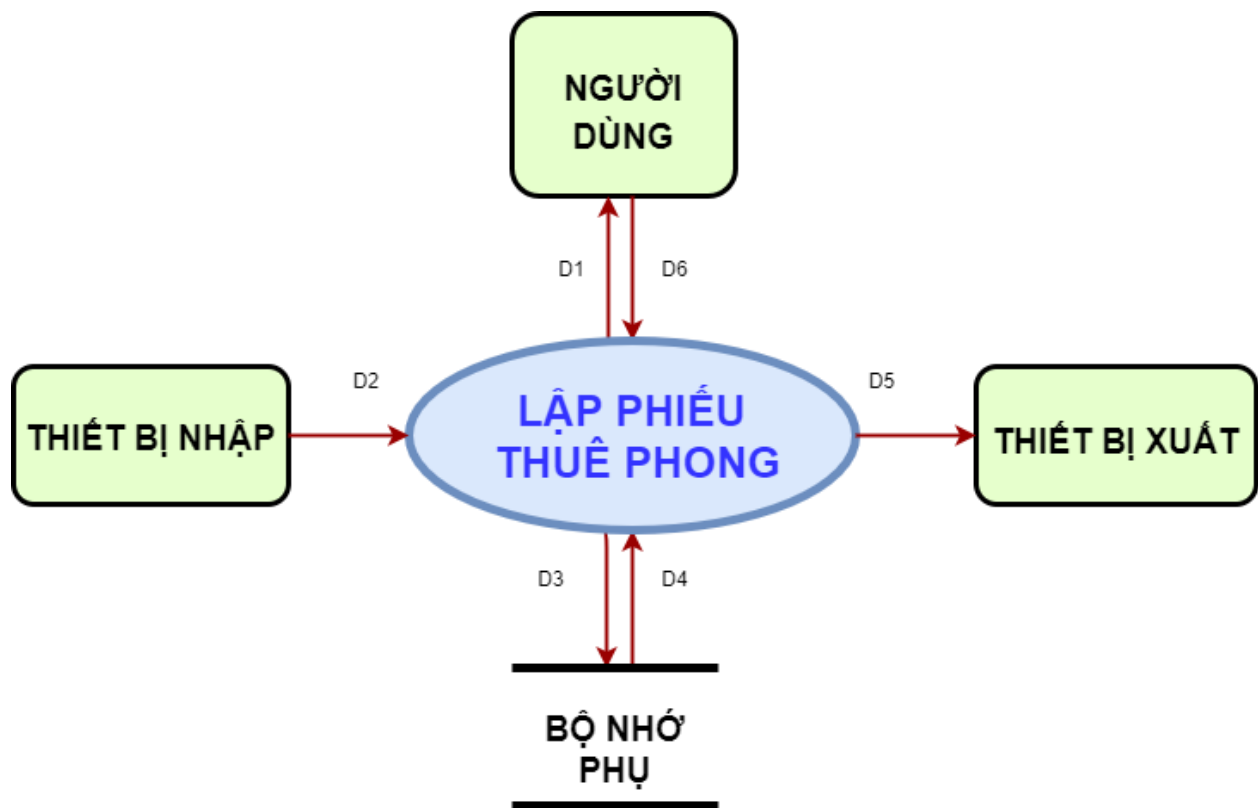 NGƯỜI
DÙNG
D1
D6
D2
D5
THIẾT BỊ NHẬP
LẬP PHIẾU
THUÊ PHONG
THIẾT BỊ XUẤT
D3
D4
BỘ NHỚ
PHỤ